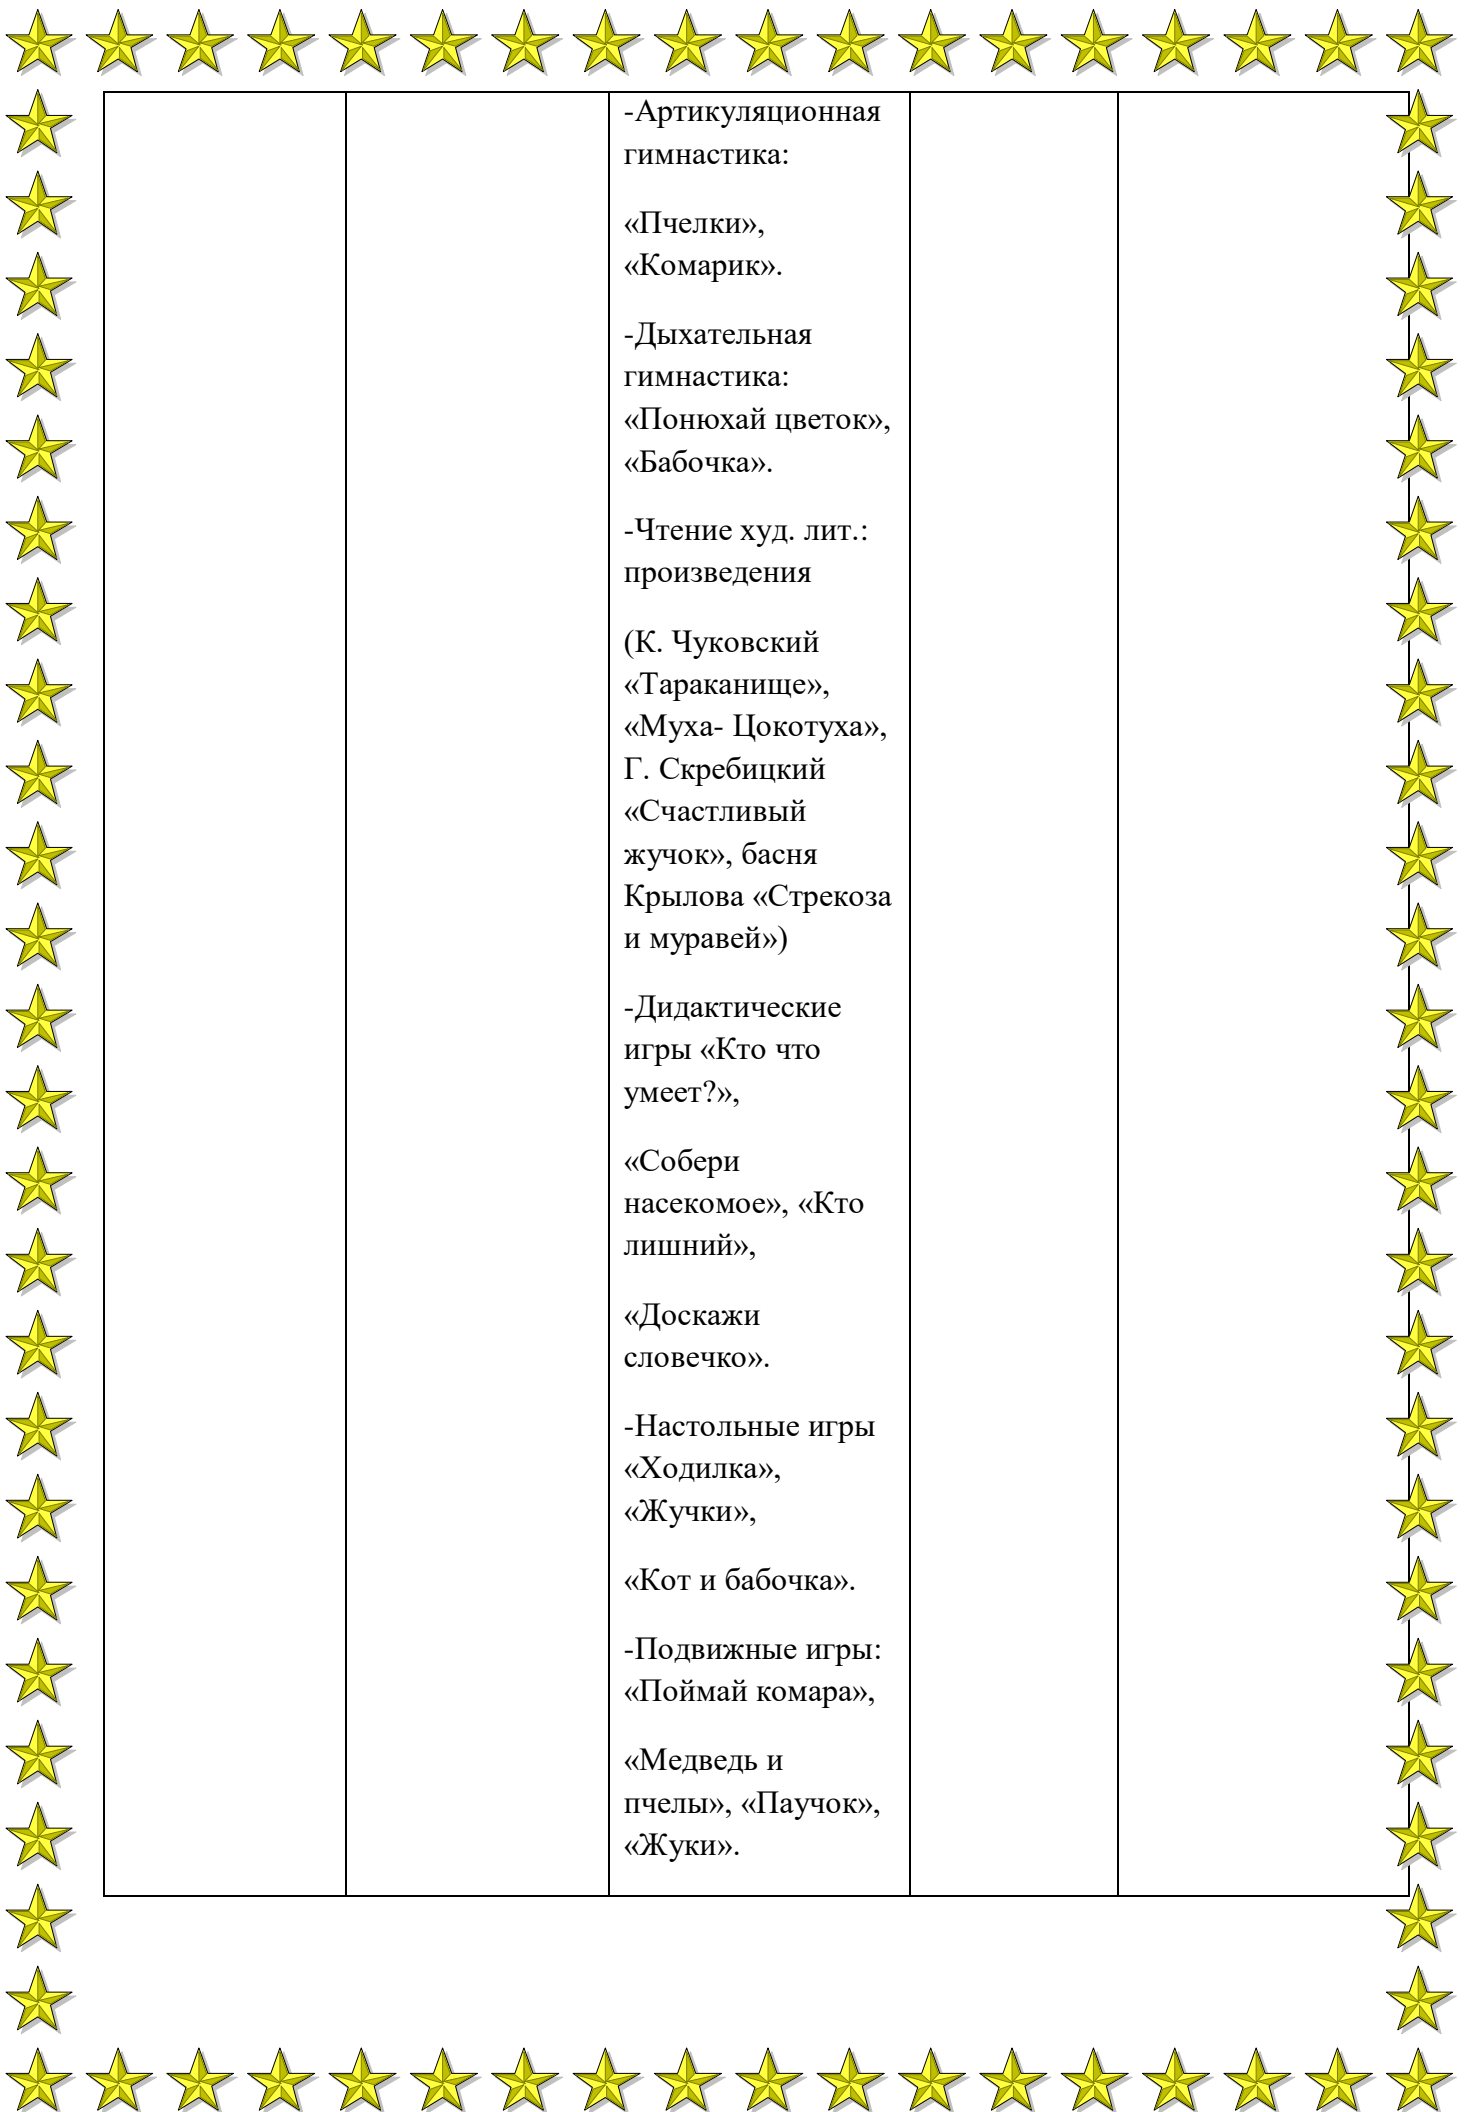 -Артикуляционная
гимнастика:
«Пчелки»,
«Комарик».
-Дыхательная
гимнастика:
«Понюхай цветок»,
«Бабочка».
-Чтение худ. лит.:
произведения
(К. Чуковский
«Тараканище»,
«Муха- Цокотуха»,
Г. Скребицкий
«Счастливый
жучок», басня
Крылова «Стрекоза
и муравей»)
-Дидактические
игры «Кто что
умеет?»,
«Собери
насекомое», «Кто
лишний»,
«Доскажи
словечко».
-Настольные игры
«Ходилка»,
«Жучки»,
«Кот и бабочка».
-Подвижные игры:
«Поймай комара»,
«Медведь и
пчелы», «Паучок»,
«Жуки».